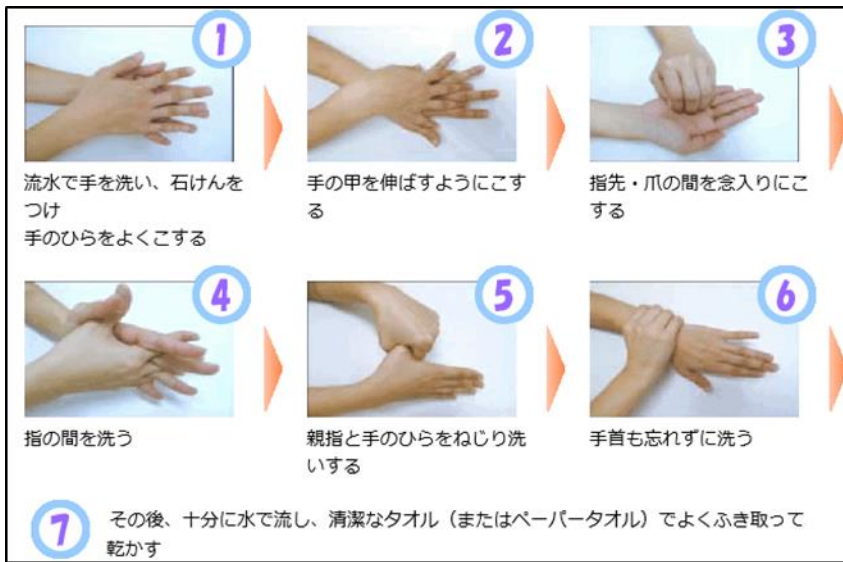 1
流水で手を洗い、石けんを
つけ
手のひらをよくこする
2
手の甲を伸ばすようにこす
る
3
指先・爪の間を念入りにこ
する
4
指の間を洗う
5
親指と手のひらをねじり洗
いする
6
手首も忘れずに洗う
7
その後、十分に水で流し、清潔なタオル（またはペーパータオル）でよくふき取って
乾かす